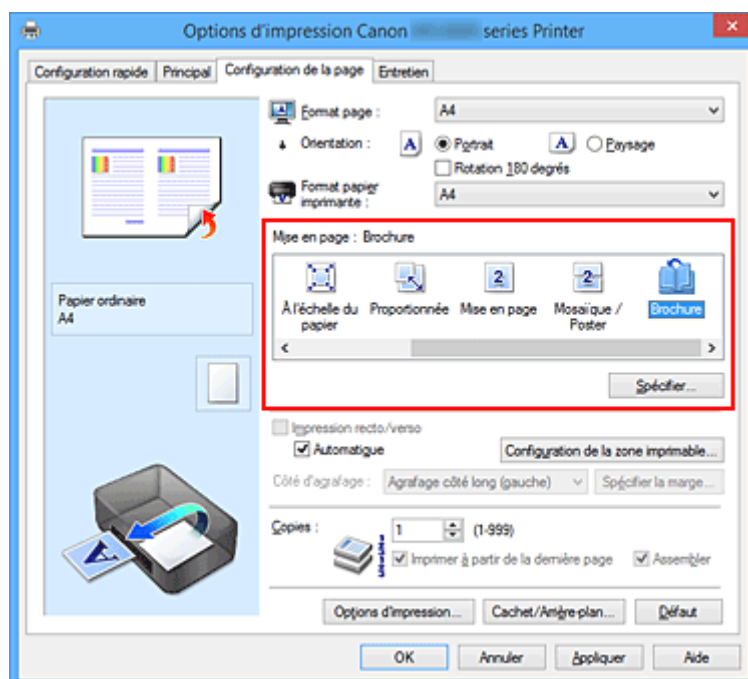 Options d'impression Canon series Printer
Configuration rapide Principal Configuration de la page Entretien
Format page : A4
Orientation : A Portrait A Paysage
Rotation 180 degrés
Format papier imprimante : A4
Mise en page : Brochure
À l'échelle du papier Proportionnée Mise en page Mosaïque / Poster Brochure
Spécifier...
Papier ordinaire
A4
Impression recto/verso
Automatique Configuration de la zone imprimable...
Côté d'agrafage : Agrafage côté long (gauche) Spécifier la marge...
Copies : 1 (1-999)
Imprimer à partir de la dernière page Assembler
Options d'impression... Cachet/Arrière-plan... Défaut
OK Annuler Appliquer Aide